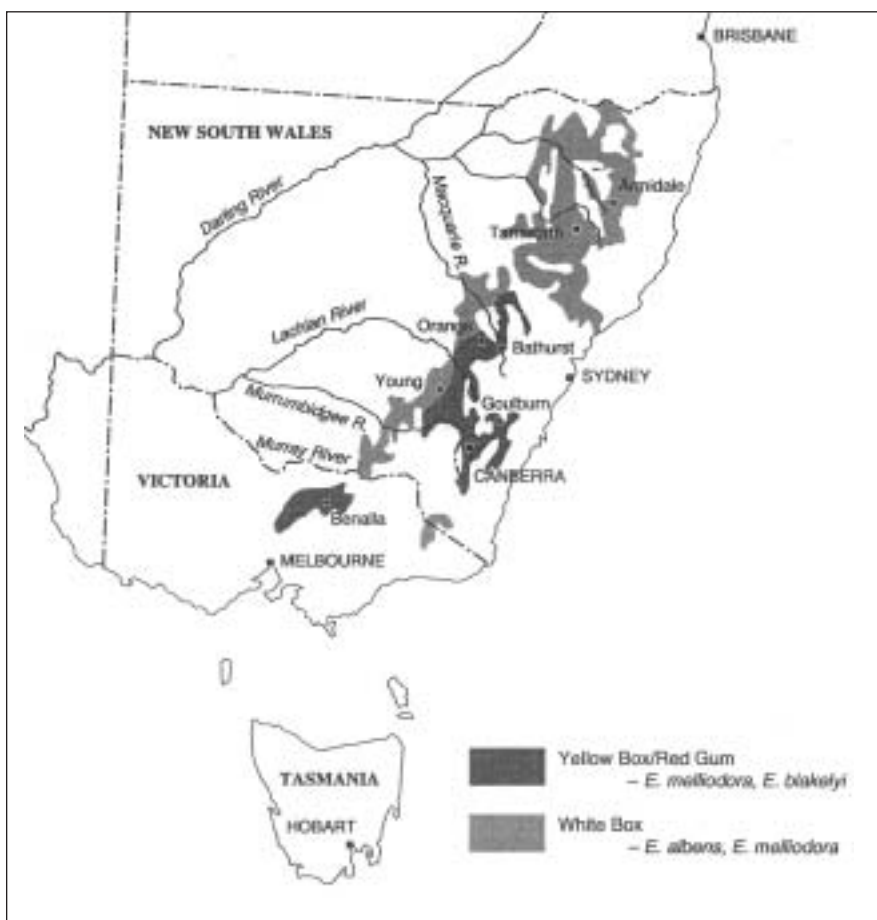 BRISBANE
NEW SOUTH WALES
Darling River
Macquarie R.
Armidale
Tamworth
Lachlan River
Orange
Bathurst
Young
SYDNEY
Goulburn
Murrumbidgee R.
Murray River
CANBERRA
VICTORIA
Benalla
MELBOURNE
TASMANIA
HOBART
Yellow Box/Red Gum
– E. melliodora, E. blakelyi
White Box
– E. albens, E. melliodora